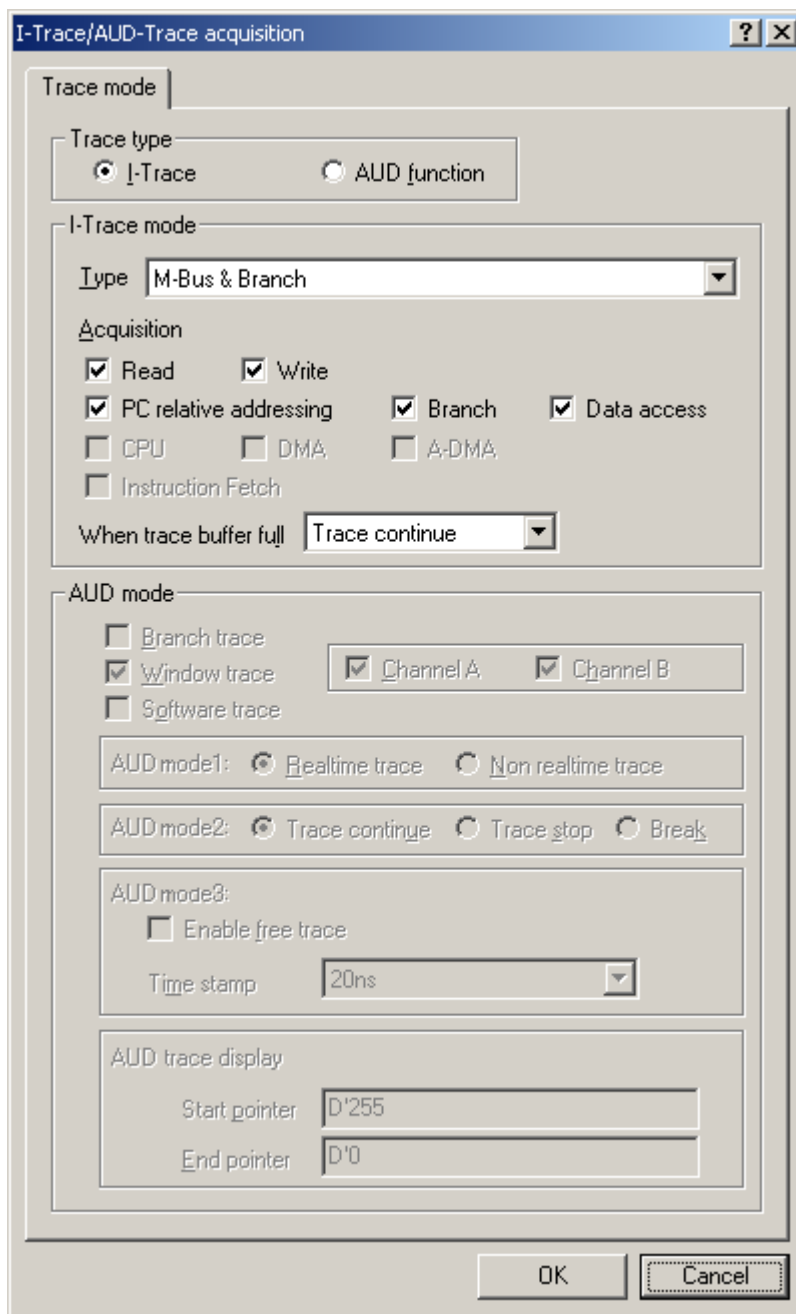 I-Trace/AUD-Trace acquisition
Trace mode
Trace type
I-Trace AUD function
I-Trace mode
Type M-Bus & Branch
Acquisition
Read Write
PC relative addressing Branch Data access
CPU DMA A-DMA
Instruction Fetch
When trace buffer full Trace continue
AUD mode
Branch trace
Window trace Channel A Channel B
Software trace
AUD mode1: Realtime trace Non realtime trace
AUD mode2: Trace continue Trace stop Break
AUD mode3:
Enable free trace
Time stamp 20ns
AUD trace display
Start pointer D'255
End pointer D'0
OK Cancel